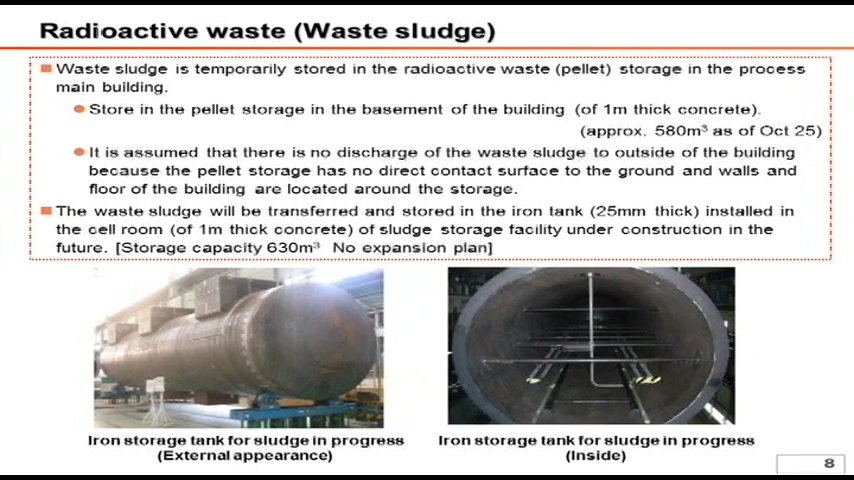 Radioactive waste (Waste sludge)
Waste sludge is temporarily stored in the radioactive waste (pellet) storage in the process
main building.
Store in the pellet storage in the basement of the building (of 1m thick concrete).
(approx. 580m³ as of Oct 25)
It is assumed that there is no discharge of the waste sludge to outside of the building
because the pellet storage has no direct contact surface to the ground and walls and
floor of the building are located around the storage.
The waste sludge will be transferred and stored in the iron tank (25mm thick) installed in
the cell room (of 1m thick concrete) of sludge storage facility under construction in the
future. [Storage capacity 630m³ No expansion plan]
Iron storage tank for sludge in progress
(External appearance)
Iron storage tank for sludge in progress
(Inside)
8